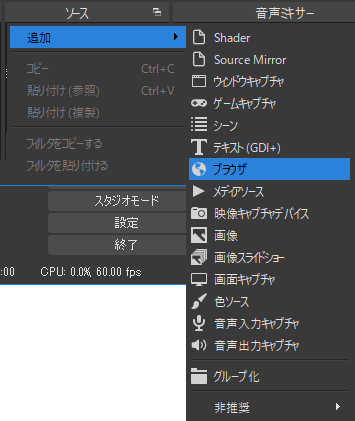 ソース
音声ミキサー
追加
コピー Ctrl+C
貼り付け (参照) Ctrl+V
貼り付け (複製)
フィルタをコピーする
フィルタを貼り付ける
スタジオモード
設定
終了
:00 CPU: 0.0%, 60.00 fps
Shader
Source Mirror
ウィンドウキャプチャ
ゲームキャプチャ
シーン
テキスト (GDI+)
ブラウザ
メディアソース
映像キャプチャデバイス
画像
画像スライドショー
画面キャプチャ
色ソース
音声入力キャプチャ
音声出力キャプチャ
グループ化
非推奨